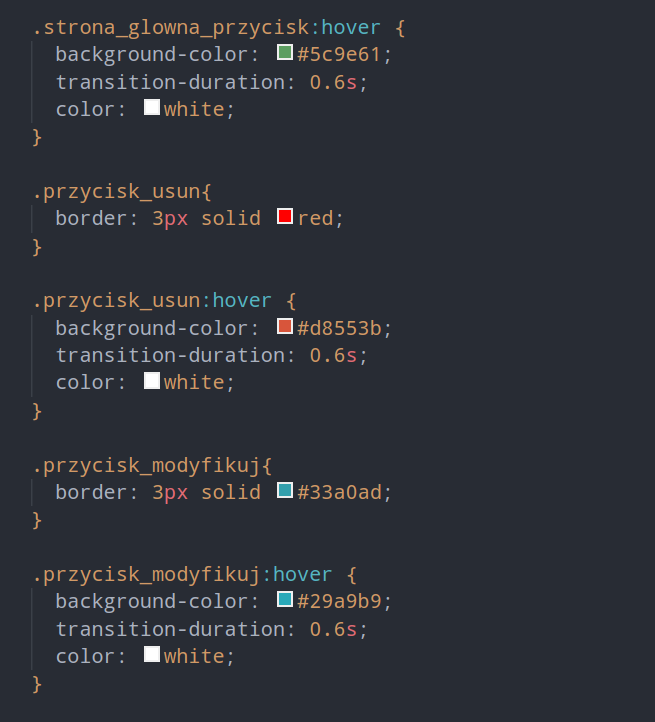 .strona_glowna_przycisk:hover {
background-color: #5c9e61;
transition-duration: 0.6s;
color: white;
}
.przycisk_usun{
border: 3px solid red;
}
.przycisk_usun:hover {
background-color: #d8553b;
transition-duration: 0.6s;
color: white;
}
.przycisk_modyfikuj{
border: 3px solid #33a0ad;
}
.przycisk_modyfikuj:hover {
background-color: #29a9b9;
transition-duration: 0.6s;
color: white;
}